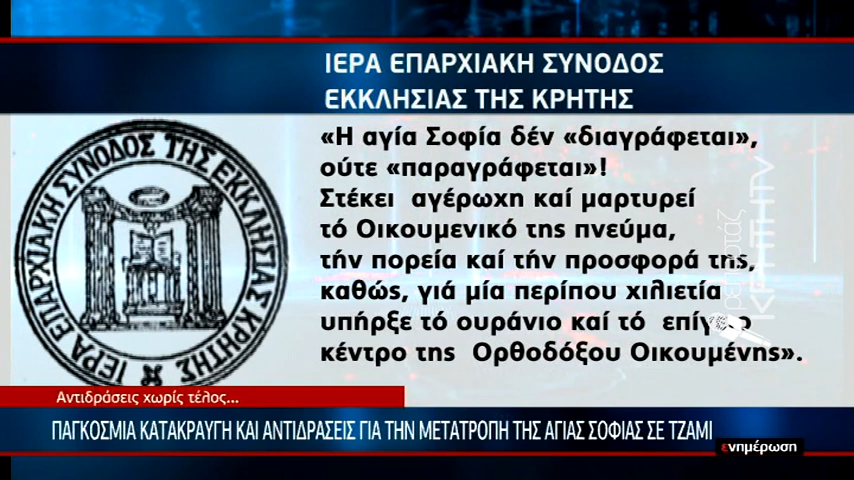 ΙΕΡΑ ΕΠΑΡΧΙΑΚΗ ΣΥΝΟΔΟΣ
ΕΚΚΛΗΣΙΑΣ ΤΗΣ ΚΡΗΤΗΣ
ΙΕΡΑ ΕΠΑΡΧΙΑΚΗ ΣΥΝΟΔΟΣ ΤΗΣ ΕΚΚΛΗΣΙΑΣ ΚΡΗΤΗΣ
«Η αγία Σοφία δέν «διαγράφεται»,
ούτε «παραγράφεται»!
Στέκει αγέρωχη καί μαρτυρεί
τό Οικουμενικό της πνεύμα,
τήν πορεία καί τήν προσφορά της,
καθώς, γιά μία περίπου χιλιετία
υπήρξε τό ουράνιο καί τό
κέντρο της Ορθοδόξου Οικουμένης».
ΚΡΗΤΗTV
Αντιδράσεις χωρίς τέλος...
ΠΑΓΚΟΣΜΙΑ ΚΑΤΑΚΡΑΥΓΗ ΚΑΙ ΑΝΤΙΔΡΑΣΕΙΣ ΓΙΑ ΤΗΝ ΜΕΤΑΤΡΟΠΗ ΤΗΣ ΑΓΙΑΣ ΣΟΦΙΑΣ ΣΕ ΤΖΑΜΙ
ενημέρωση